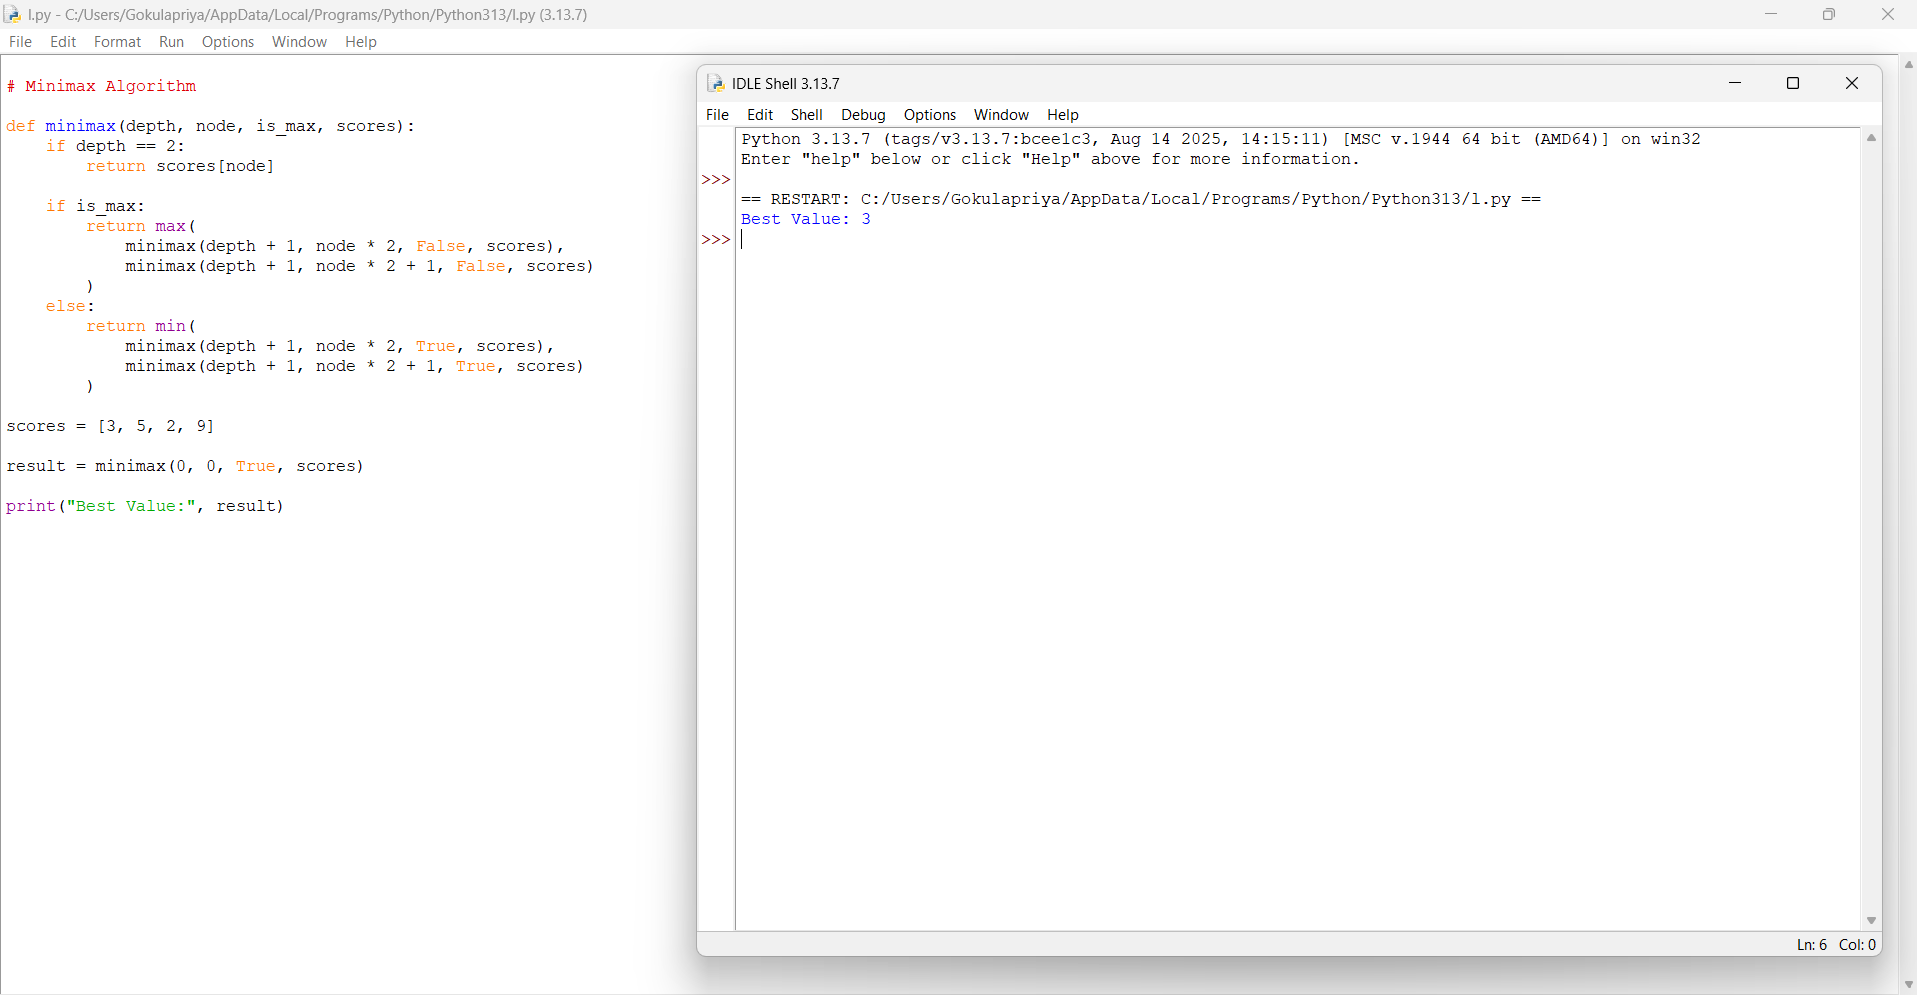 l.py - C:/Users/Gokulapriya/AppData/Local/Programs/Python/Python313/l.py (3.13.7)
File Edit Format Run Options Window Help
# Minimax Algorithm
def minimax(depth, node, is_max, scores):
    if depth == 2:
        return scores[node]
    if is_max:
        return max(
            minimax(depth + 1, node * 2, False, scores),
            minimax(depth + 1, node * 2 + 1, False, scores)
        )
    else:
        return min(
            minimax(depth + 1, node * 2, True, scores),
            minimax(depth + 1, node * 2 + 1, True, scores)
        )
scores = [3, 5, 2, 9]
result = minimax(0, 0, True, scores)
print("Best Value:", result)
IDLE Shell 3.13.7
File Edit Shell Debug Options Window Help
Python 3.13.7 (tags/v3.13.7:bcee1c3, Aug 14 2025, 14:15:11) [MSC v.1944 64 bit (AMD64)] on win32
Enter "help" below or click "Help" above for more information.
>>>
== RESTART: C:/Users/Gokulapriya/AppData/Local/Programs/Python/Python313/l.py ==
Best Value: 3
>>>
Ln: 6 Col: 0